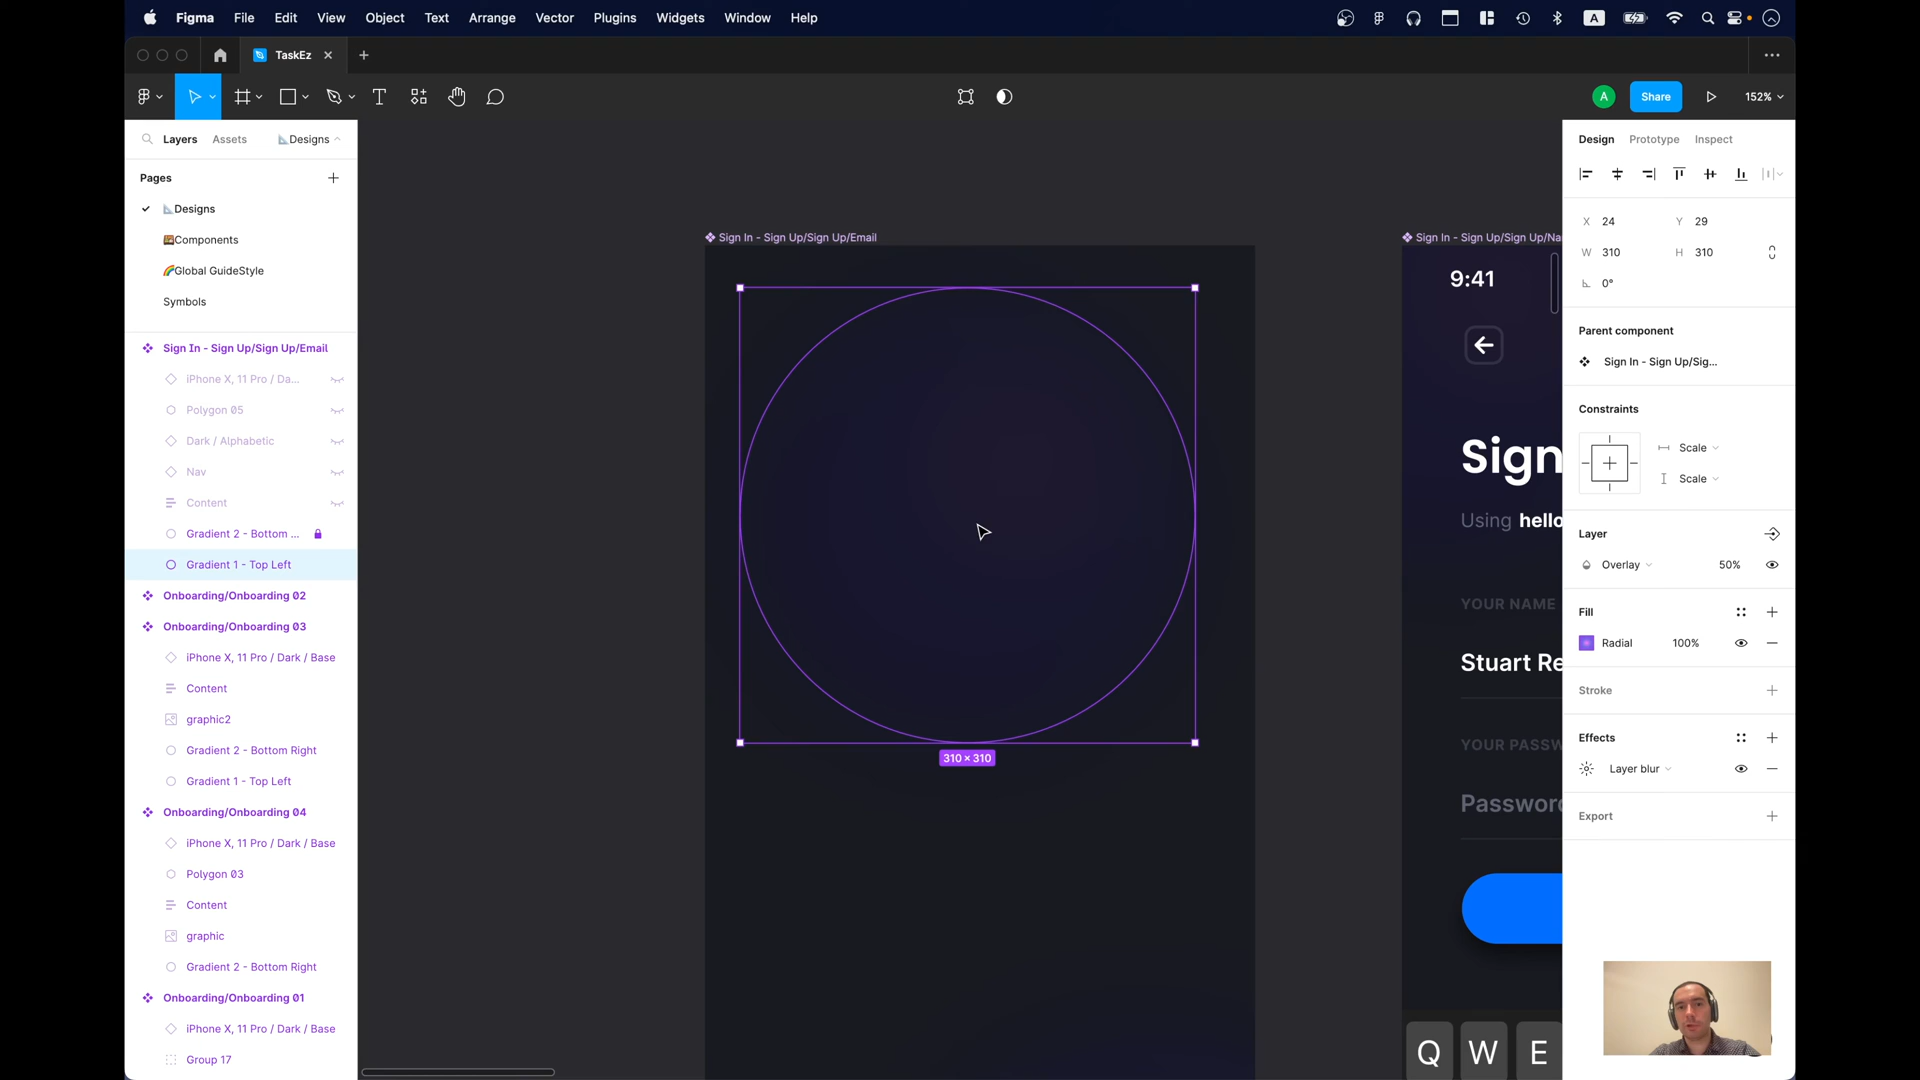 Figma File Edit View Object Text Arrange Vector Plugins Widgets Window Help A
TaskEz
T A Share 152%
Layers Assets 📐Designs
Pages
📐Designs
Components
🌈Global GuideStyle
Symbols
Sign In - Sign Up/Sign Up/Email
iPhone X, 11 Pro / Da...
Polygon 05
Dark / Alphabetic
Nav
Content
Gradient 2 - Bottom ...
Gradient 1 - Top Left
Onboarding/Onboarding 02
Onboarding/Onboarding 03
iPhone X, 11 Pro / Dark / Base
Content
graphic2
Gradient 2 - Bottom Right
Gradient 1 - Top Left
Onboarding/Onboarding 04
iPhone X, 11 Pro / Dark / Base
Polygon 03
Content
graphic
Gradient 2 - Bottom Right
Onboarding/Onboarding 01
iPhone X, 11 Pro / Dark / Base
Group 17
Sign In - Sign Up/Sign Up/Email
310 × 310
Sign In - Sign Up/Sign Up/Na
9:41
Sign
Using hello
YOUR NAME
Stuart Re
YOUR PASSW
Password
Q W E
Design Prototype Inspect
X 24 Y 29
W 310 H 310
0°
Parent component
Sign In - Sign Up/Sig...
Constraints
Scale
Scale
Layer
Overlay 50%
Fill
Radial 100%
Stroke
Effects
Layer blur
Export